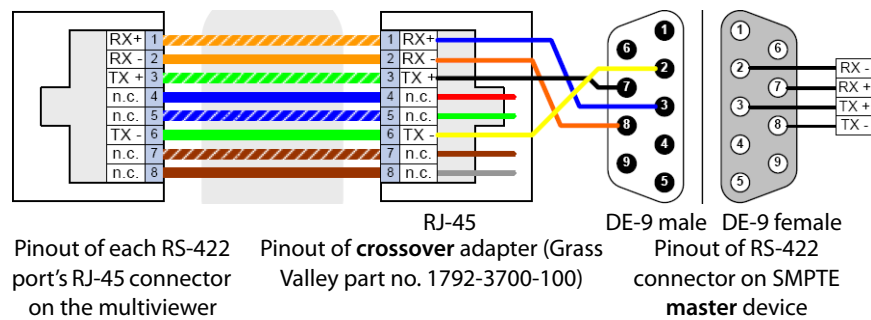 RX+ 1 1 RX+
RX - 2 2 RX -
TX + 3 3 TX +
n.c. 4 4 n.c.
n.c. 5 5 n.c.
TX - 6 6 TX -
n.c. 7 7 n.c.
n.c. 8 8 n.c.
1
6
2
7
3
8
4
9
5
1
6
2
7
3
8
4
9
5
RX -
RX +
TX +
TX -
RJ-45
DE-9 male DE-9 female
Pinout of each RS-422
port's RJ-45 connector
on the multiviewer
Pinout of crossover adapter (Grass
Valley part no. 1792-3700-100)
Pinout of RS-422
connector on SMPTE
master device